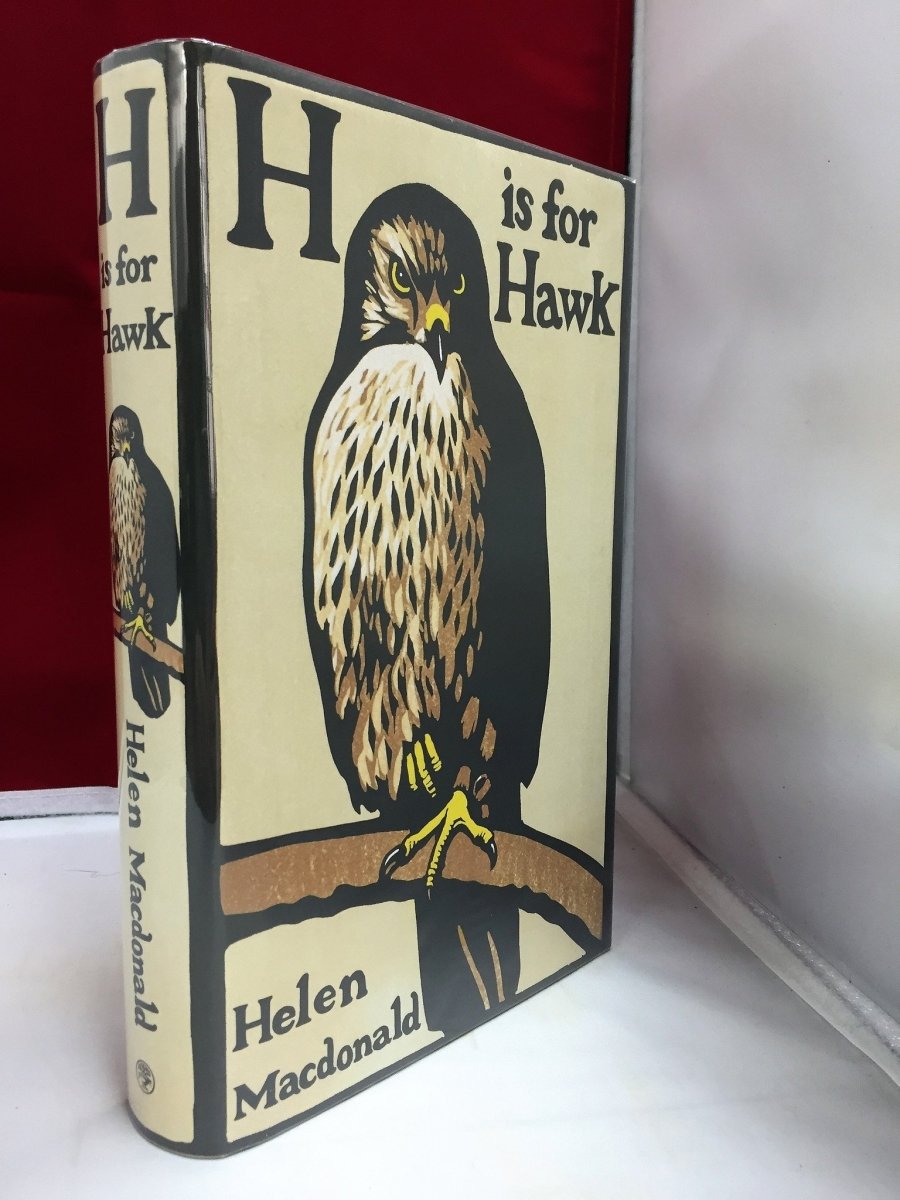 H
is for
Hawk
Helen Macdonald
H
is for
Hawk
Helen
Macdonald